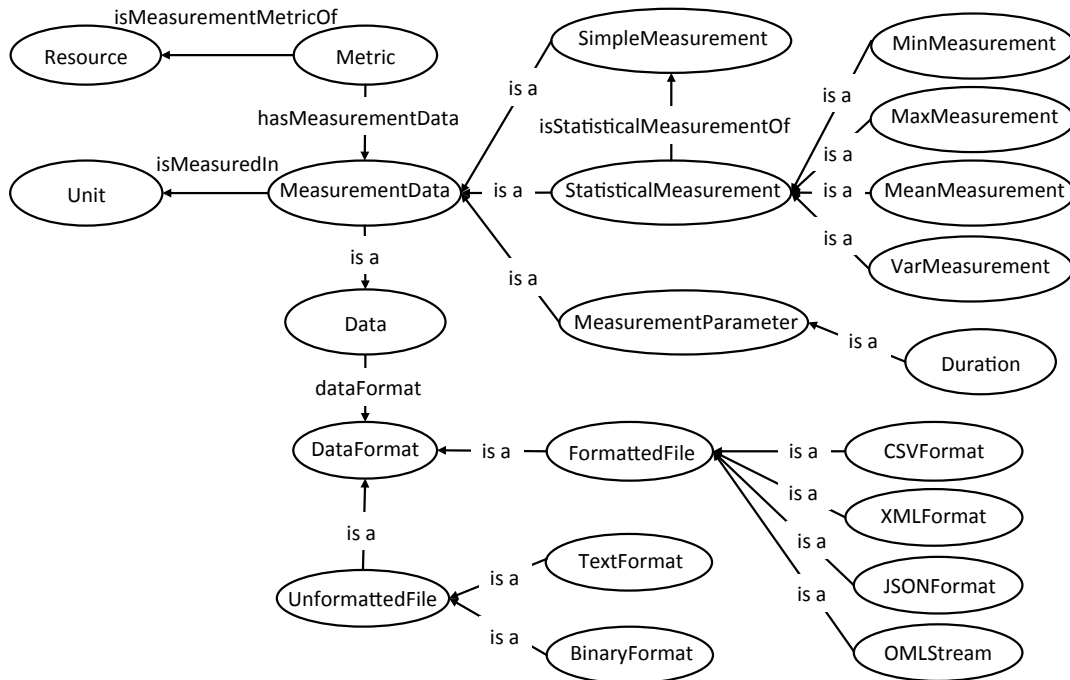 isMeasurementMetricOf
Resource
Metric
SimpleMeasurement
MinMeasurement
is a
is a
hasMeasurementData
isStatisticalMeasurementOf
MaxMeasurement
is a
isMeasuredIn
Unit
MeasurementData
is a
StatisticalMeasurement
is a
MeanMeasurement
is a
is a
is a
VarMeasurement
Data
MeasurementParameter
is a
Duration
dataFormat
DataFormat
is a
FormattedFile
is a
CSVFormat
is a
XMLFormat
is a
is a
TextFormat
is a
JSONFormat
UnformattedFile
is a
is a
BinaryFormat
OMLStream